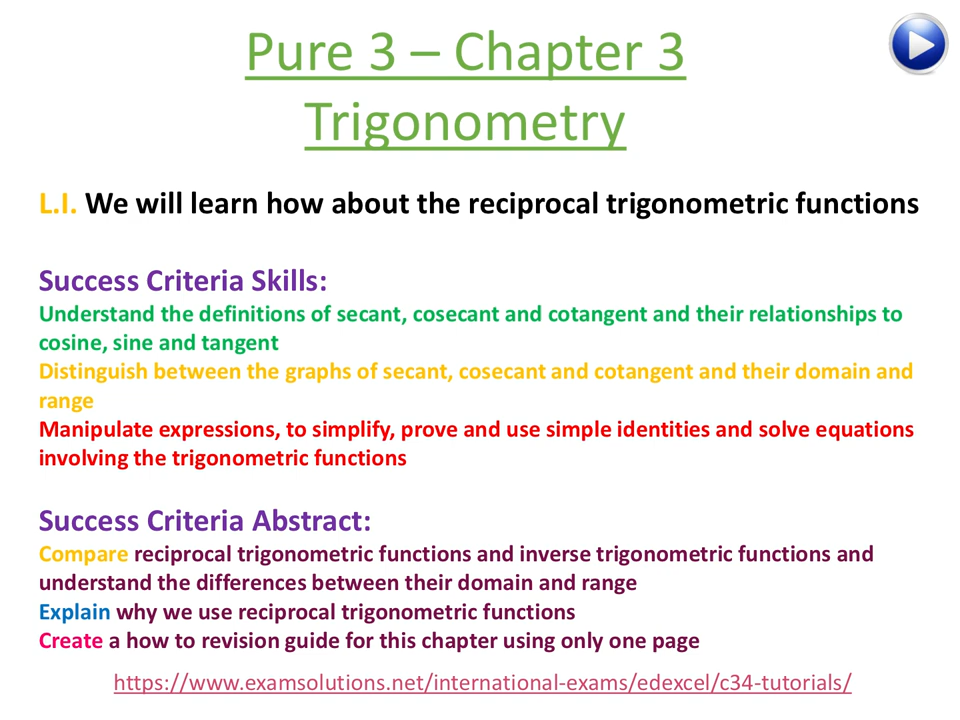 Pure 3 – Chapter 3
Trigonometry
L.I. We will learn how about the reciprocal trigonometric functions
Success Criteria Skills:
Understand the definitions of secant, cosecant and cotangent and their relationships to
cosine, sine and tangent
Distinguish between the graphs of secant, cosecant and cotangent and their domain and
range
Manipulate expressions, to simplify, prove and use simple identities and solve equations
involving the trigonometric functions
Success Criteria Abstract:
Compare reciprocal trigonometric functions and inverse trigonometric functions and
understand the differences between their domain and range
Explain why we use reciprocal trigonometric functions
Create a how to revision guide for this chapter using only one page
https://www.examsolutions.net/international-exams/edexcel/c34-tutorials/